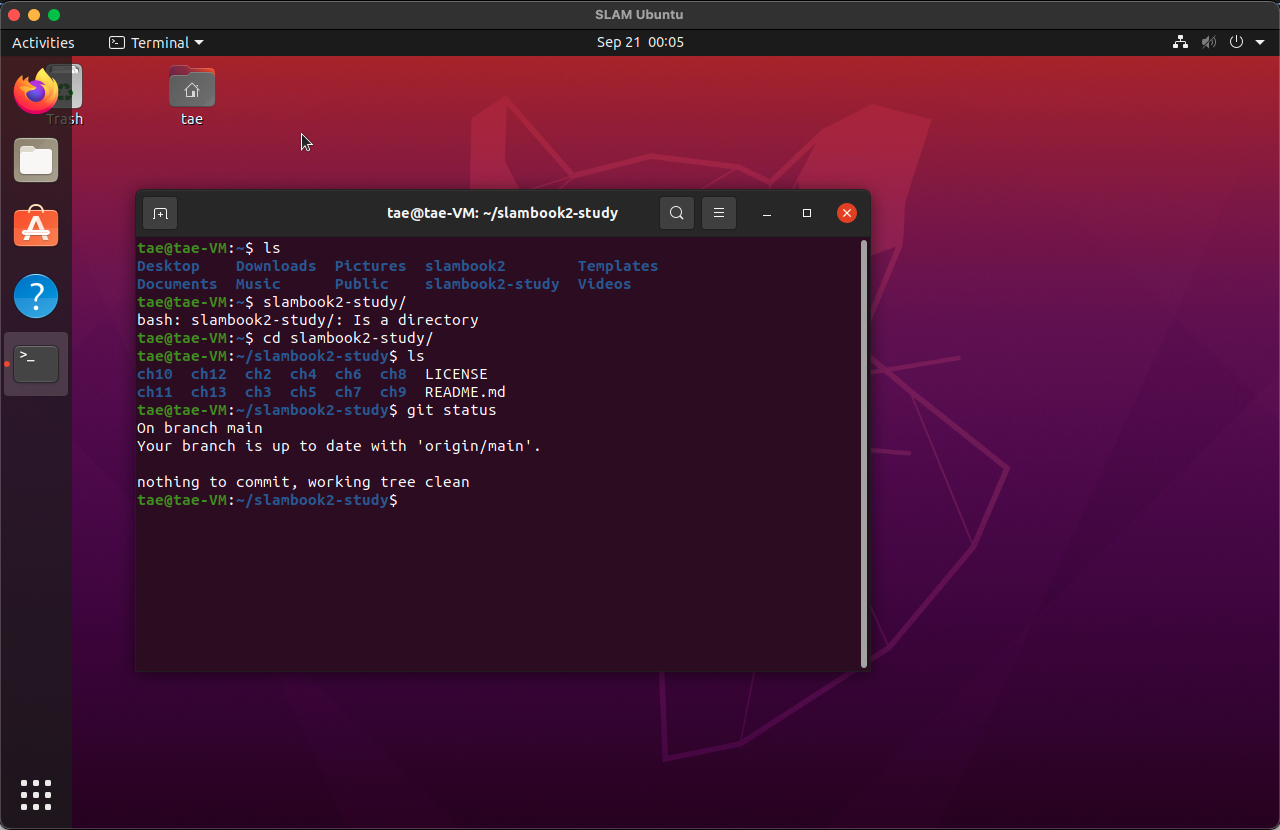 SLAM Ubuntu
Activities Terminal Sep 21 00:05
Trash
tae
tae@tae-VM: ~/slambook2-study
tae@tae-VM:~$ ls
Desktop Downloads Pictures slambook2 Templates
Documents Music Public slambook2-study Videos
tae@tae-VM:~$ slambook2-study/
bash: slambook2-study/: Is a directory
tae@tae-VM:~$ cd slambook2-study/
tae@tae-VM:~/slambook2-study$ ls
ch10 ch12 ch2 ch4 ch6 ch8 LICENSE
ch11 ch13 ch3 ch5 ch7 ch9 README.md
tae@tae-VM:~/slambook2-study$ git status
On branch main
Your branch is up to date with 'origin/main'.

nothing to commit, working tree clean
tae@tae-VM:~/slambook2-study$